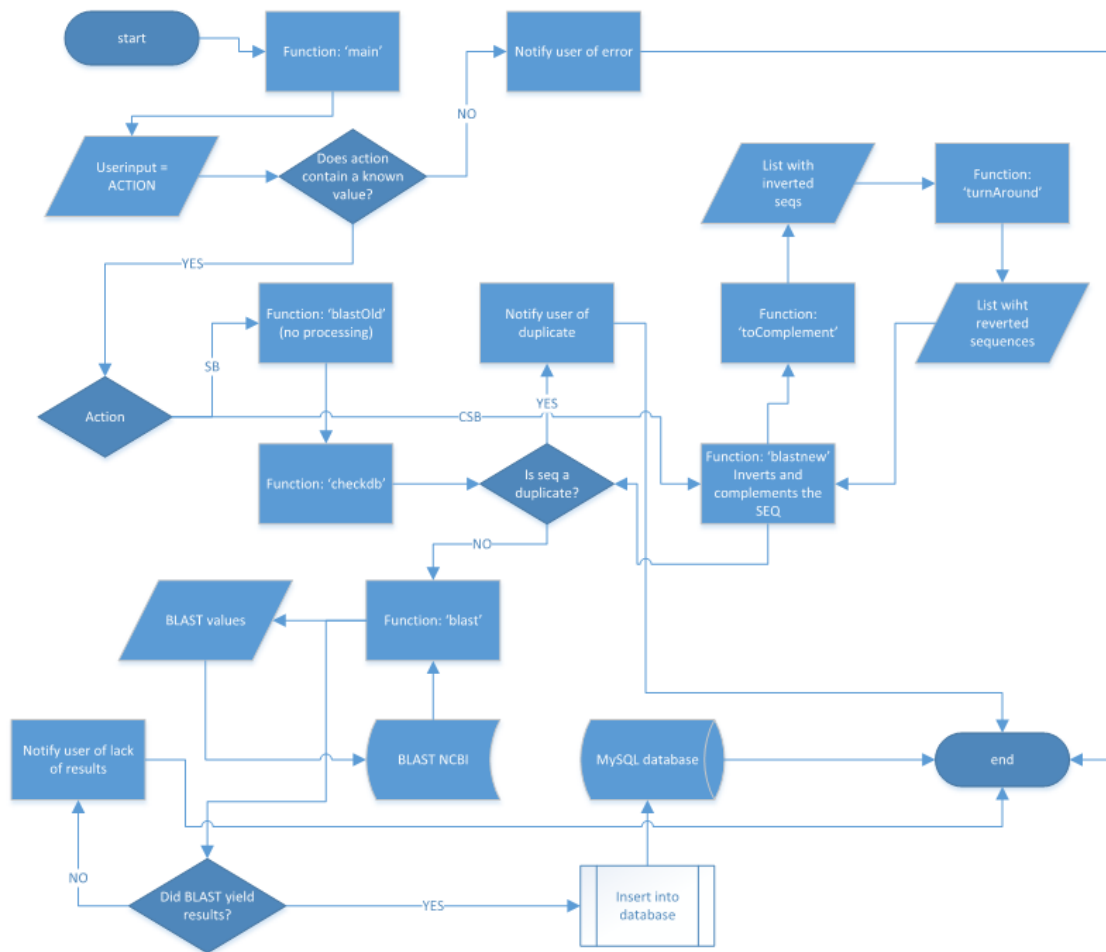 start
Function: 'main'
Notify user of error
NO
Userinput =
ACTION
Does action
contain a known
value?
List with
inverted
seqs
Function:
'turnAround'
YES
Function: 'blastOld'
(no processing)
Notify user of
duplicate
Function:
'toComplement'
List wiht
reverted
sequences
SB
YES
Action
CSB
Function: 'checkdb'
Is seq a
duplicate?
Function: 'blastnew'
Inverts and
complements the
SEQ
NO
BLAST values
Function: 'blast'
Notify user of lack
of results
BLAST NCBI
MySQL database
end
NO
Did BLAST yield
results?
YES
Insert into
database